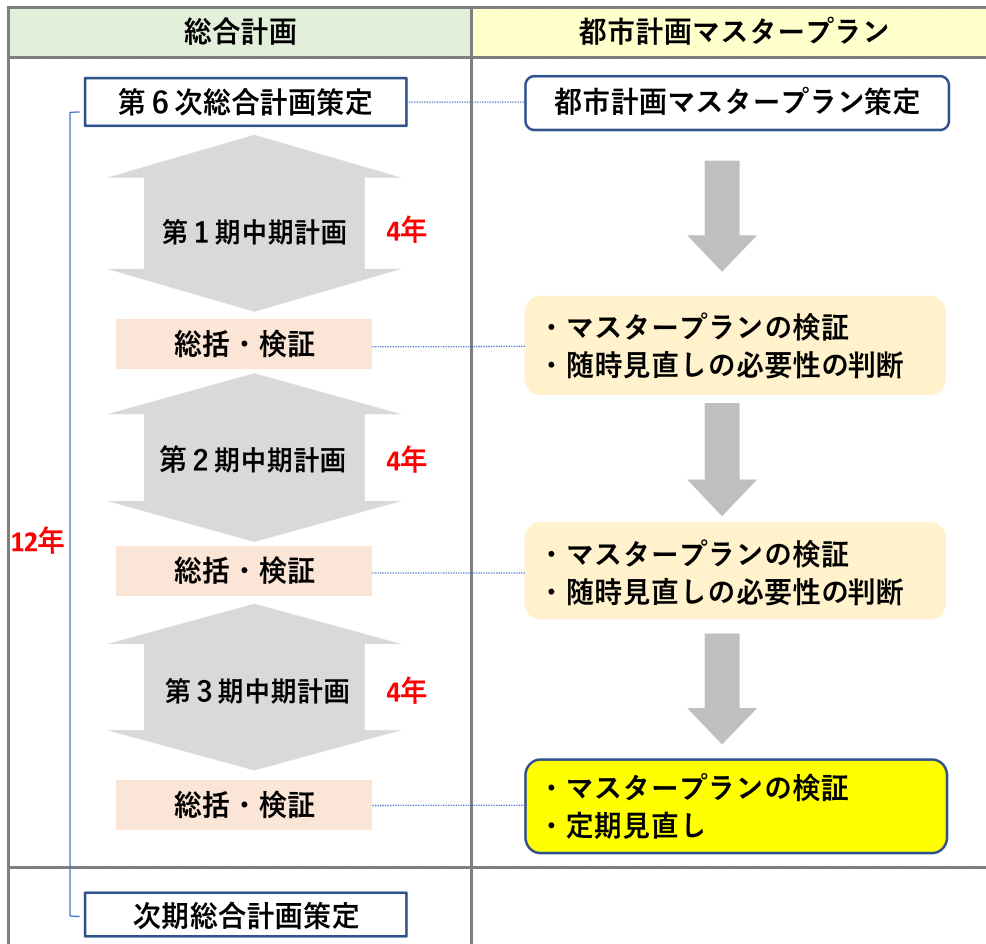 総合計画
都市計画マスタープラン
第6次総合計画策定
都市計画マスタープラン策定
第1期中期計画
4年
総括・検証
・マスタープランの検証
・随時見直しの必要性の判断
第2期中期計画
4年
12年
総括・検証
・マスタープランの検証
・随時見直しの必要性の判断
第3期中期計画
4年
総括・検証
・マスタープランの検証
・定期見直し
次期総合計画策定